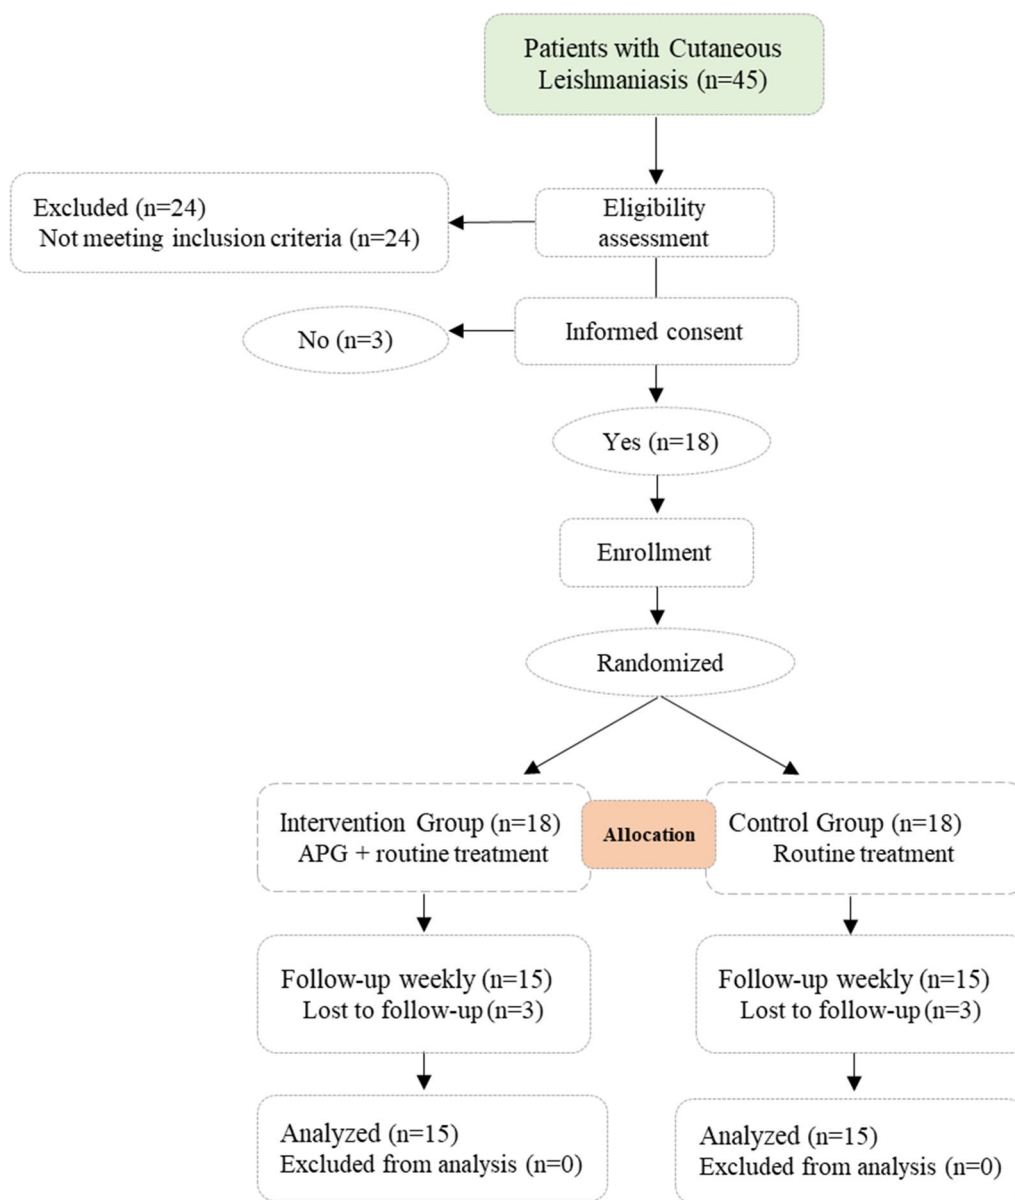 Patients with Cutaneous
Leishmaniasis (n=45)
Eligibility
assessment
Excluded (n=24)
Not meeting inclusion criteria (n=24)
Informed consent
No (n=3)
Yes (n=18)
Enrollment
Randomized
Intervention Group (n=18)
APG + routine treatment
Allocation
Control Group (n=18)
Routine treatment
Follow-up weekly (n=15)
Lost to follow-up (n=3)
Follow-up weekly (n=15)
Lost to follow-up (n=3)
Analyzed (n=15)
Excluded from analysis (n=0)
Analyzed (n=15)
Excluded from analysis (n=0)